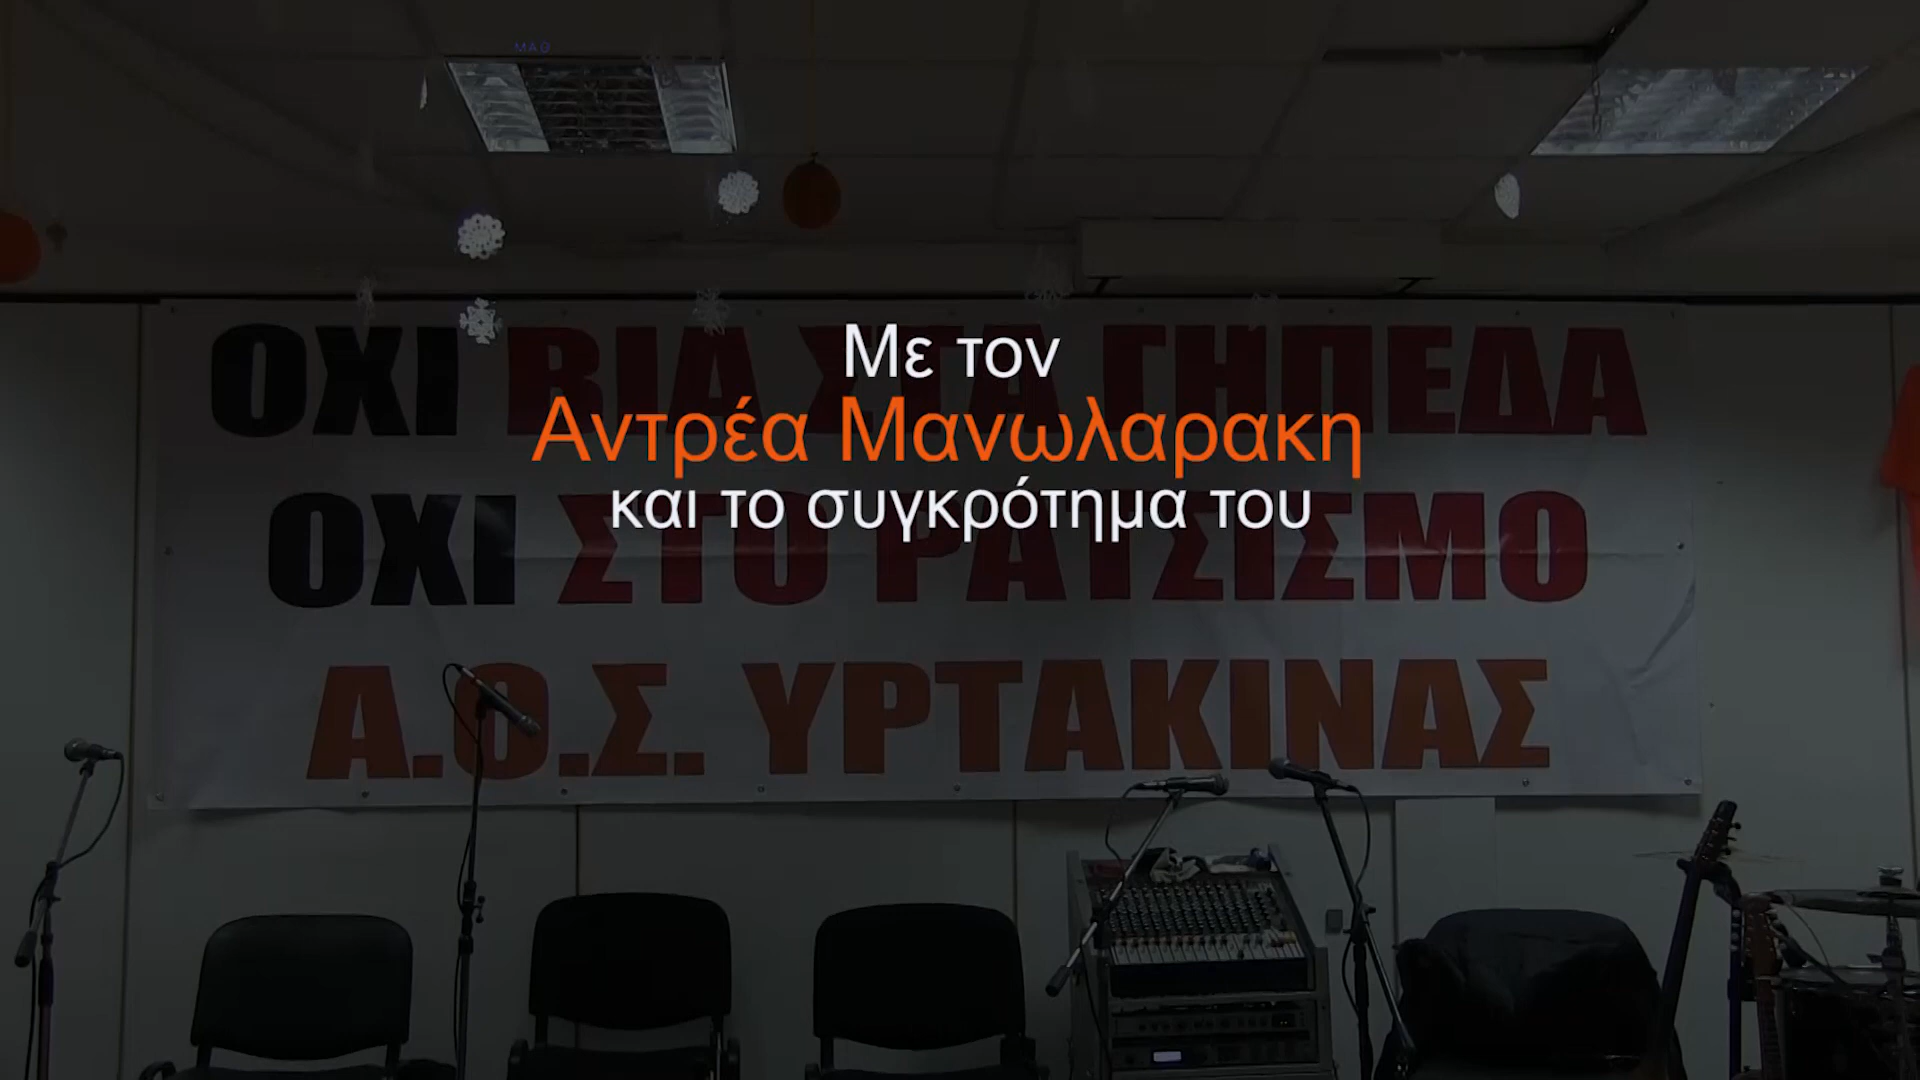 Με τον
Αντρέα Μανωλαρακη
και το συγκρότημα του
ΟΧΙ ΒΙΑ ΣΤΑ ΓΗΠΕΔΑ
ΟΧΙ ΣΤΟ ΡΑΤΣΙΣΜΟ
Α.Ο.Σ. ΥΡΤΑΚΙΝΑΣ